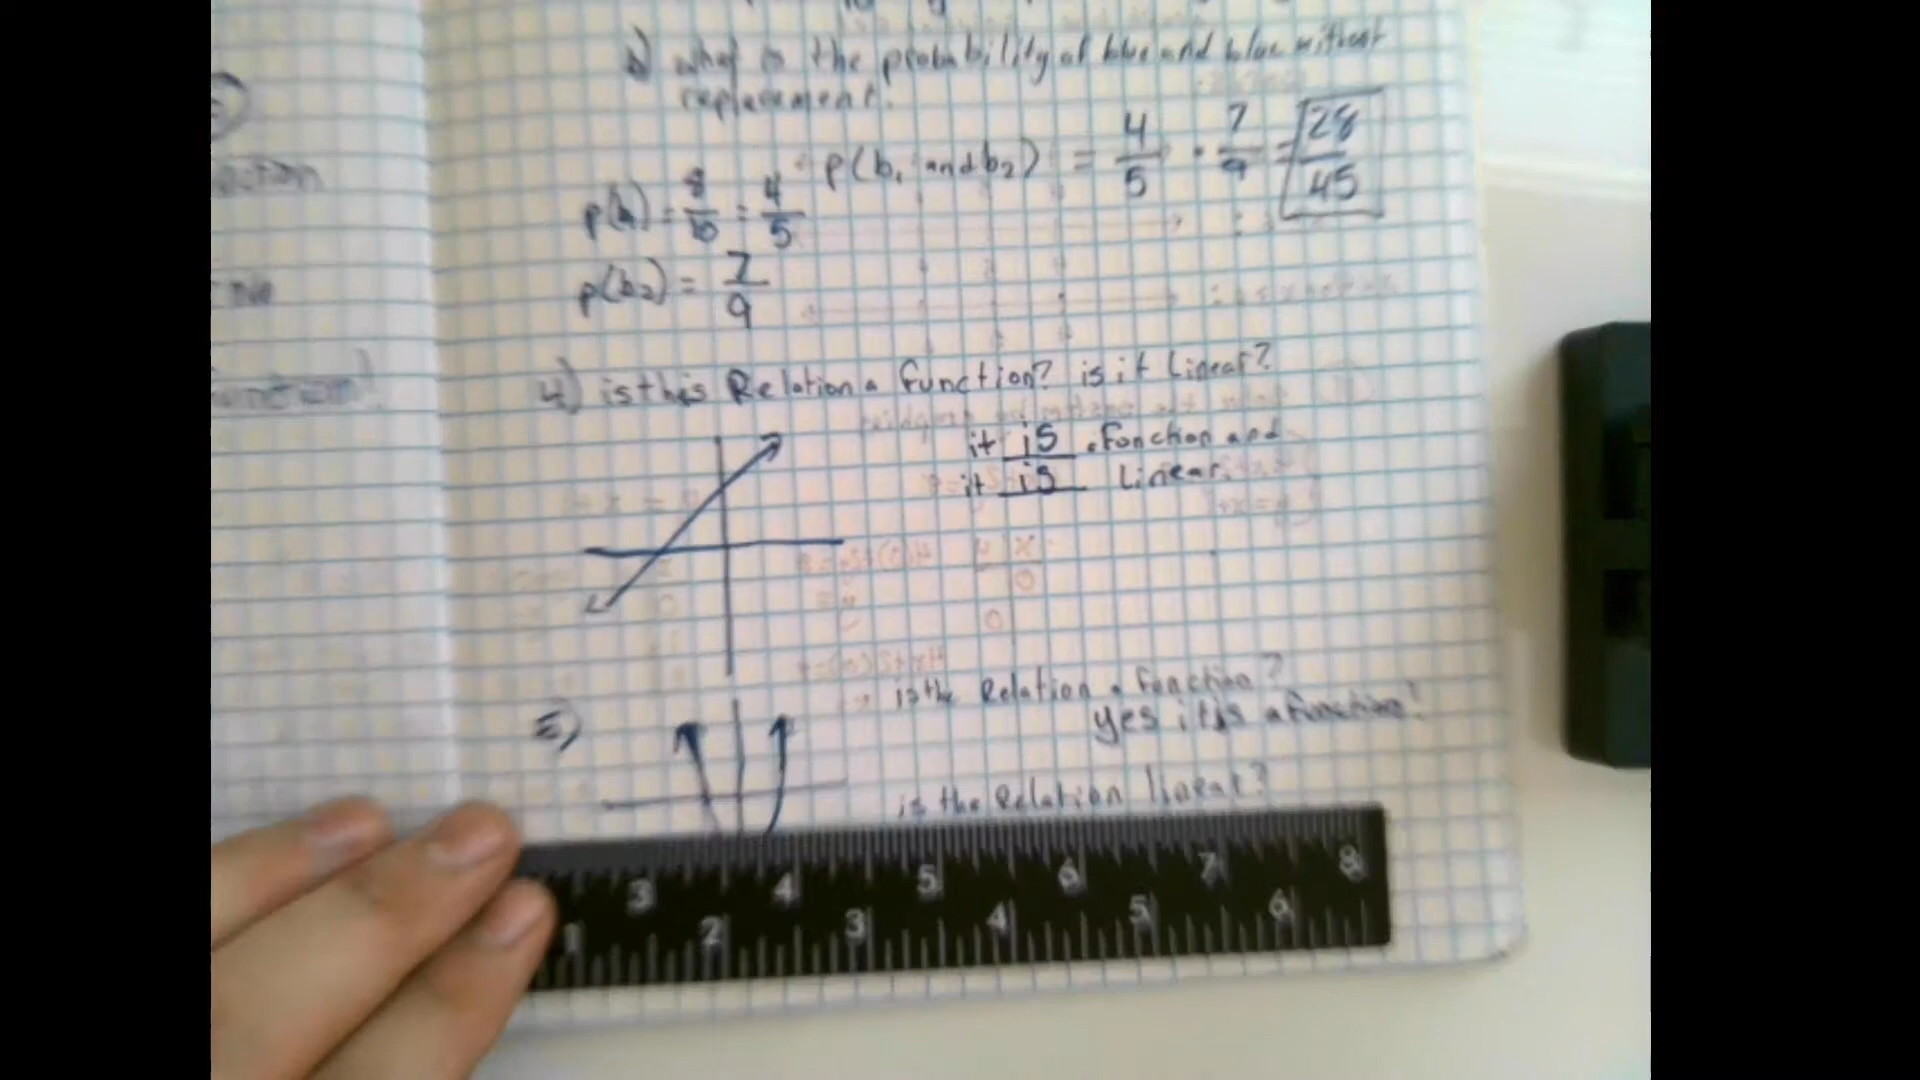 b) what is the probability of blue and blue without
replacement?
p(b1 and b2) = 4/5 · 7/9 = 28/45
p(b1) = 8/10 = 4/5
p(b2) = 7/9
4) is this Relation a function? is it Linear?
it is a function and
it is Linear.
is the Relation a function?
5)
yes it is a function!
is the Relation linear?
3 4 5 6 7 8
1 2 3 4 5 6